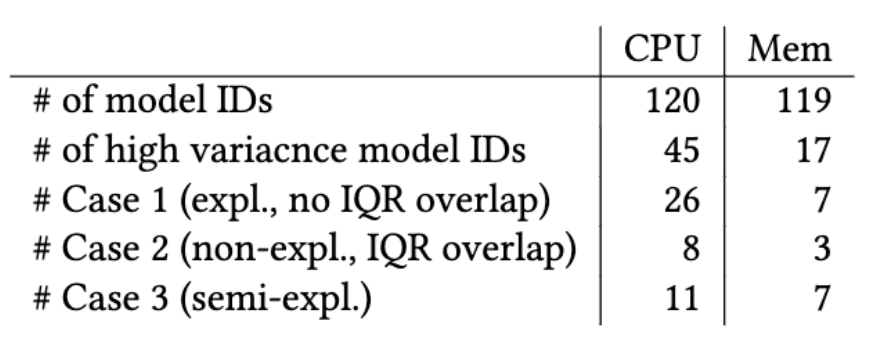 CPU Mem
# of model IDs 120 119
# of high variacnce model IDs 45 17
# Case 1 (expl., no IQR overlap) 26 7
# Case 2 (non-expl., IQR overlap) 8 3
# Case 3 (semi-expl.) 11 7